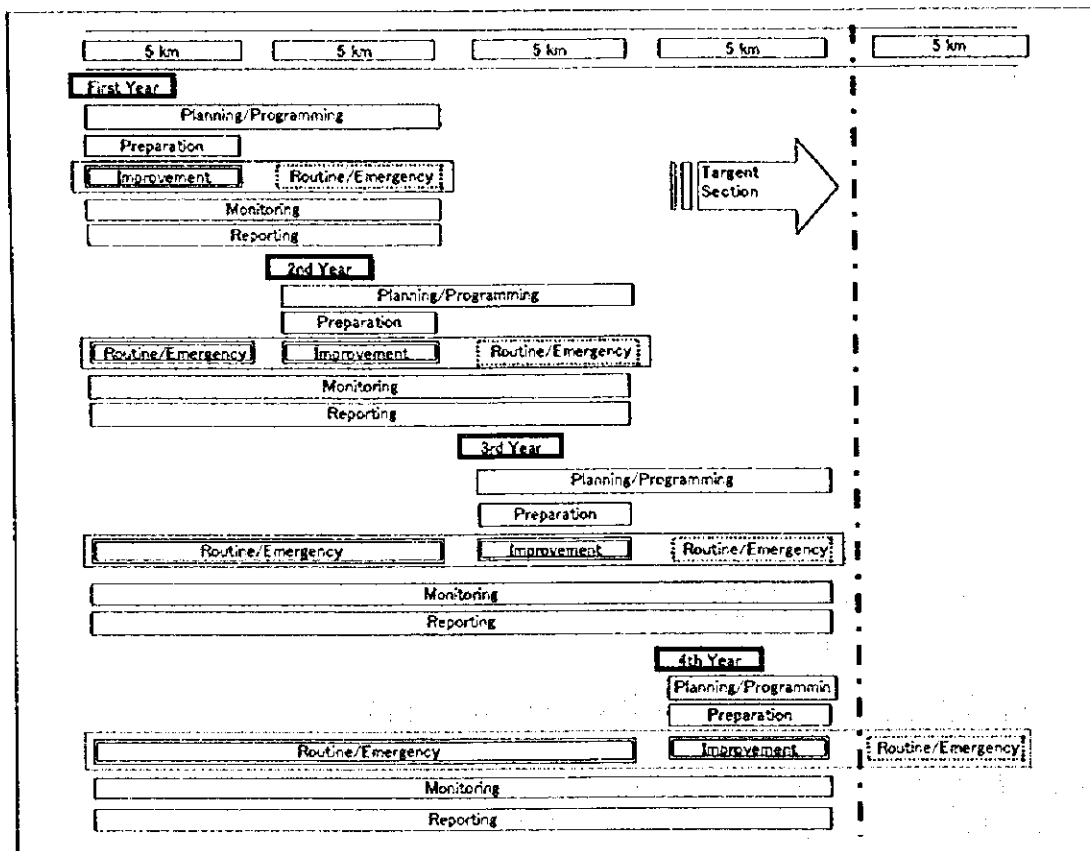 5 km 5 km 5 km 5 km 5 km
First Year
Planning/Programming
Preparation
Improvement Routine/Emergency
Targent
Section
Monitoring
Reporting
2nd Year
Planning/Programming
Preparation
Routine/Emergency Improvement Routine/Emergency
Monitoring
Reporting
3rd Year
Planning/Programming
Preparation
Routine/Emergency Improvement Routine/Emergency
Monitoring
Reporting
4th Year
Planning/Programmin
Preparation
Routine/Emergency Improvement Routine/Emergency
Monitoring
Reporting